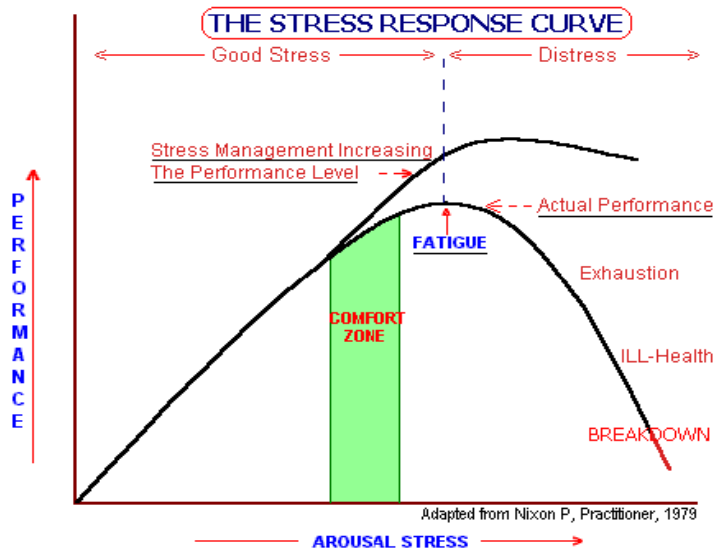 THE STRESS RESPONSE CURVE
Good Stress
Distress
Stress Management Increasing
The Performance Level
Actual Performance
FATIGUE
Exhaustion
COMFORT
ZONE
ILL-Health
BREAKDOWN
PERFORMANCE
Adapted from Nixon P, Practitioner, 1979
AROUSAL STRESS